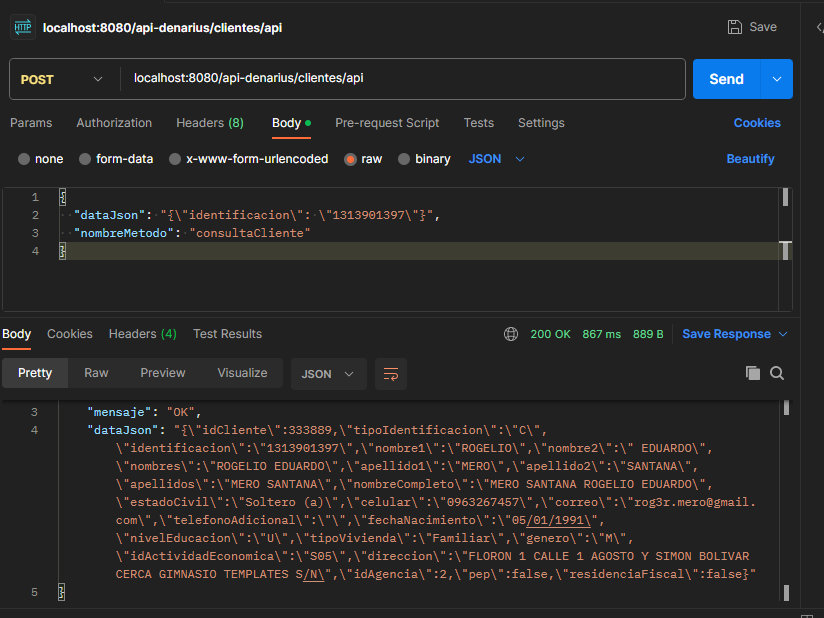 HTTP localhost:8080/api-denarius/clientes/api Save
POST localhost:8080/api-denarius/clientes/api Send
Params Authorization Headers (8) Body Pre-request Script Tests Settings Cookies
none form-data x-www-form-urlencoded raw binary JSON Beautify
1 {
2 "dataJson": "{\"identificacion\": \"1313901397\"}",
3 "nombreMetodo": "consultaCliente"
4 }
Body Cookies Headers (4) Test Results 200 OK 867 ms 889 B Save Response
Pretty Raw Preview Visualize JSON
3 "mensaje": "OK",
4 "dataJson": "{\"idCliente\":333889,\"tipoIdentificacion\":\"C\",
\"identificacion\":\"1313901397\",\"nombre1\":\"ROGELIO\",\"nombre2\":\" EDUARDO\",
\"nombres\":\"ROGELIO EDUARDO\",\"apellido1\":\"MERO\",\"apellido2\":\"SANTANA\",
\"apellidos\":\"MERO SANTANA\",\"nombreCompleto\":\"MERO SANTANA ROGELIO EDUARDO\",
\"estadoCivil\":\"Soltero (a)\",\"celular\":\"0963267457\",\"correo\":\"rog3r.mero@gmail.
com\",\"telefonoAdicional\":\"\",\"fechaNacimiento\":\"05/01/1991\",
\"nivelEducacion\":\"U\",\"tipoVivienda\":\"Familiar\",\"genero\":\"M\",
\"idActividadEconomica\":\"S05\",\"direccion\":\"FLORON 1 CALLE 1 AGOSTO Y SIMON BOLIVAR
CERCA GIMNASIO TEMPLATES S/N\",\"idAgencia\":2,\"pep\":false,\"residenciaFiscal\":false}"
5 }